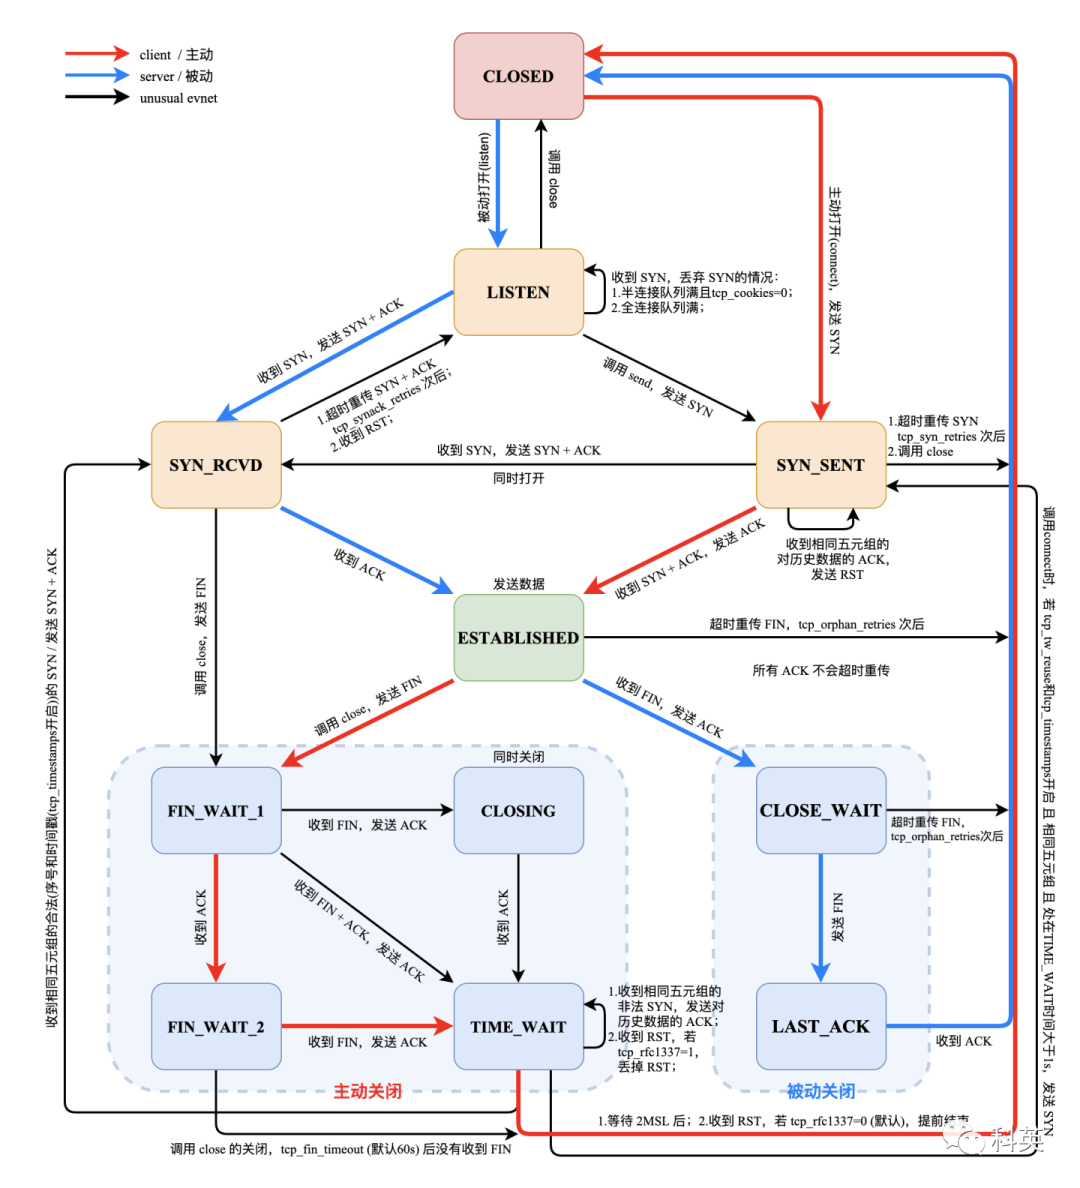 client / 主动
server / 被动
unusual evnet
CLOSED
被动打开(listen)
调用 close
主动打开(connect)，发送 SYN
LISTEN
收到 SYN，丢弃 SYN的情况：
1.半连接队列满且tcp_cookies=0；
2.全连接队列满；
收到 SYN，发送 SYN + ACK
1.超时重传 SYN + ACK
tcp_synack_retries 次后；
2.收到 RST；
调用 send，发送 SYN
SYN_RCVD
收到 SYN，发送 SYN + ACK
同时打开
SYN_SENT
1.超时重传 SYN
tcp_syn_retries 次后
2.调用 close
收到相同五元组的
对历史数据的 ACK，
发送 RST
收到 ACK
收到 SYN + ACK，发送 ACK
调用 close，发送 FIN
发送数据
ESTABLISHED
超时重传 FIN，tcp_orphan_retries 次后
所有 ACK 不会超时重传
调用 close，发送 FIN
收到 FIN，发送 ACK
收到相同五元组的合法(序号和时间戳(tcp_timestamps开启))的 SYN / 发送 SYN + ACK
调用connect时，若 tcp_tw_reuse和tcp_timestamps开启 且 相同五元组 且 处在TIME_WAIT时间大于1s，发送 SYN
同时关闭
FIN_WAIT_1
收到 FIN，发送 ACK
CLOSING
CLOSE_WAIT
超时重传 FIN，
tcp_orphan_retries次后
收到 ACK
收到 FIN + ACK，发送 ACK
收到 ACK
发送 FIN
FIN_WAIT_2
收到 FIN，发送 ACK
TIME_WAIT
1.收到相同五元组的
非法 SYN，发送对
历史数据的 ACK；
2.收到 RST，若
tcp_rfc1337=1，
丢掉 RST；
LAST_ACK
收到 ACK
主动关闭
被动关闭
1.等待 2MSL 后；2.收到 RST，若 tcp_rfc1337=0 (默认)，提前结束
调用 close 的关闭，tcp_fin_timeout (默认60s) 后没有收到 FIN
科英